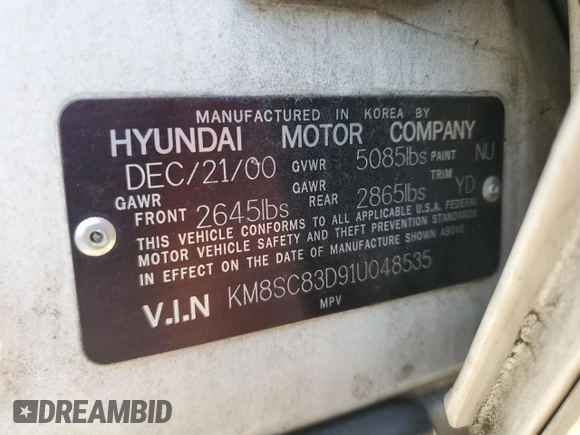 MANUFACTURED IN KOREA BY
HYUNDAI MOTOR COMPANY
DEC/21/00 GVWR 5085lbs PAINT NU
GAWR FRONT 2645lbs GAWR REAR 2865lbs TRIM YD
THIS VEHICLE CONFORMS TO ALL APPLICABLE U.S.A. FEDERAL
MOTOR VEHICLE SAFETY AND THEFT PREVENTION STANDARDS
IN EFFECT ON THE DATE OF MANUFACTURE SHOWN ABOVE
V.I.N KM8SC83D91U048535
MPV
DREAMBID